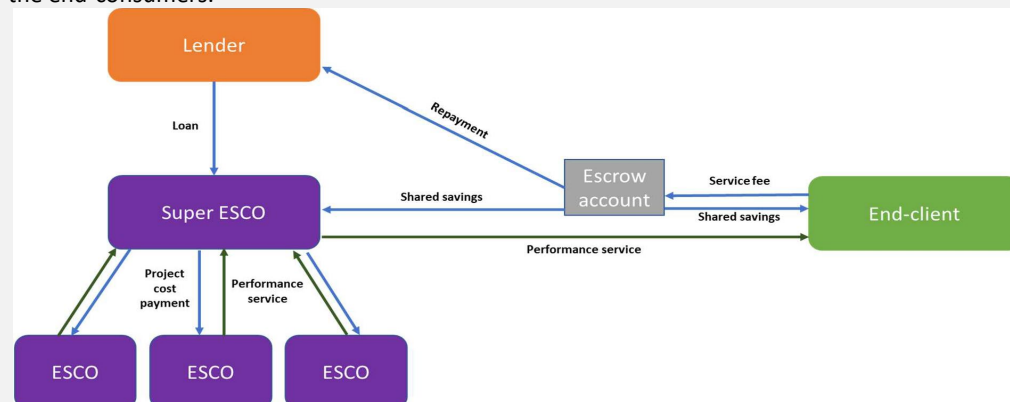 the end-consumers.
Lender
Repayment
Loan
Escrow
account
Service fee
Shared savings
Shared savings
Super ESCO
End-client
Performance service
Project
cost
payment
Performance
service
ESCO
ESCO
ESCO